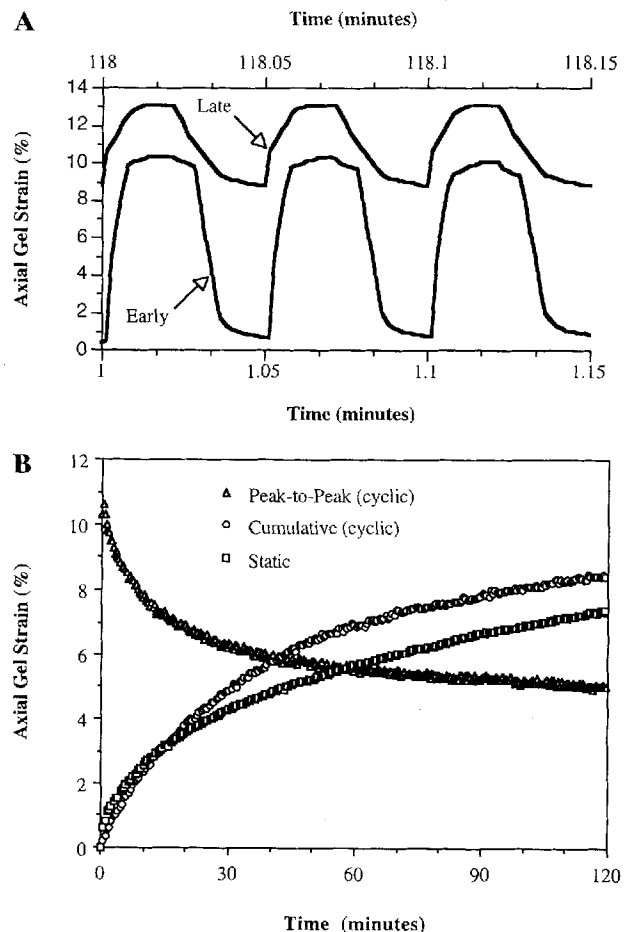 A
Time (minutes)
118 118.05 118.1 118.15
14
12
10
8
6
4
2
0
Axial Gel Strain (%)
Late
Early
1 1.05 1.1 1.15
Time (minutes)
B
12
10
8
6
4
2
0
Axial Gel Strain (%)
Peak-to-Peak (cyclic)
Cumulative (cyclic)
Static
0 30 60 90 120
Time (minutes)